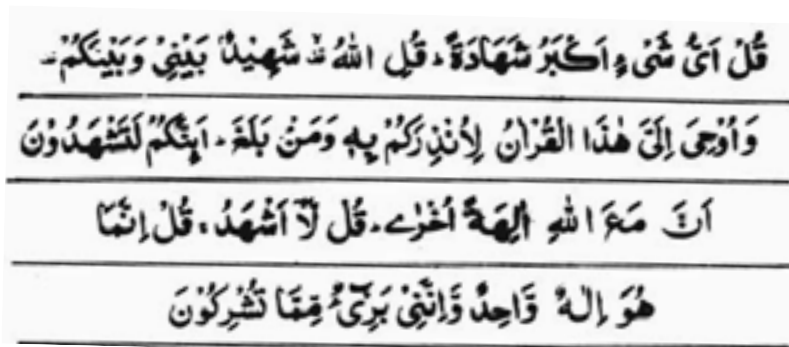 قُلْ اَىُّ شَىْءٍ اَكْبَرُ شَهَادَةً ۔ قُلِ اللّٰهُ ۟ شَهِيْدٌۢ بَيْنِىْ وَبَيْنَكُمْ ۔
وَاُوْحِىَ اِلَىَّ هٰذَا الْقُرْاٰنُ لِاُنْذِرَكُمْ بِهٖ وَمَنْۢ بَلَغَ ۔ اَئِنَّكُمْ لَتَشْهَدُوْنَ
اَنَّ مَعَ اللّٰهِ اٰلِهَةً اُخْرٰے ۔ قُلْ لَّاۤ اَشْهَدُ ۔ قُلْ اِنَّمَا
هُوَ اِلٰهٌ وَّاحِدٌ وَّاِنَّنِىْ بَرِىْٓءٌ مِّمَّا تُشْرِكُوْنَ